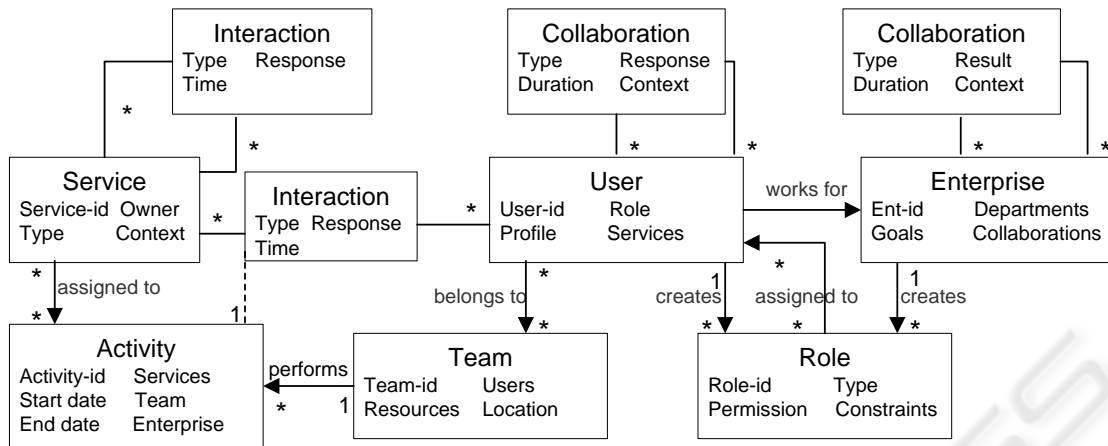 Interaction
Type Response
Time
Collaboration
Type Response
Duration Context
Collaboration
Type Result
Duration Context
*
*
*
*
*
*
Service
Service-id Owner
Type Context
*
Interaction
Type Response
Time
*
User
User-id Role
Profile Services
works for
Enterprise
Ent-id Departments
Goals Collaborations
*
assigned to
*
1
*
belongs to
*
1
creates
*
*
assigned to
*
1
creates
*
Activity
Activity-id Services
Start date Team
End date Enterprise
performs
*
1
Team
Team-id Users
Resources Location
Role
Role-id Type
Permission Constraints